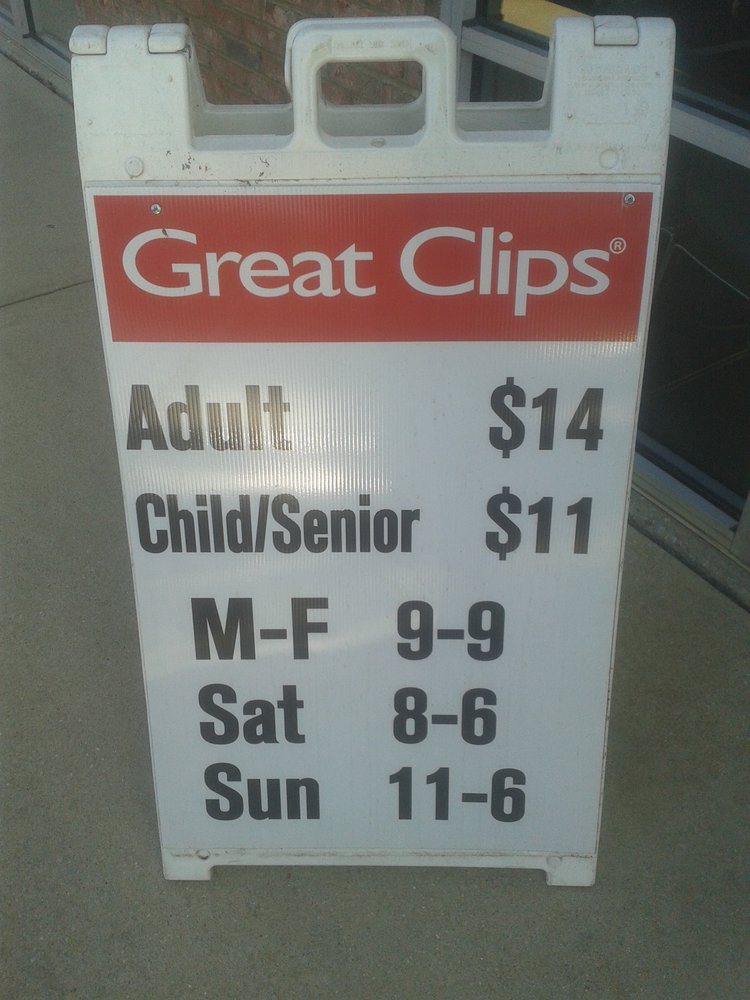 Great Clips®
Adult $14
Child/Senior $11
M-F 9-9
Sat 8-6
Sun 11-6